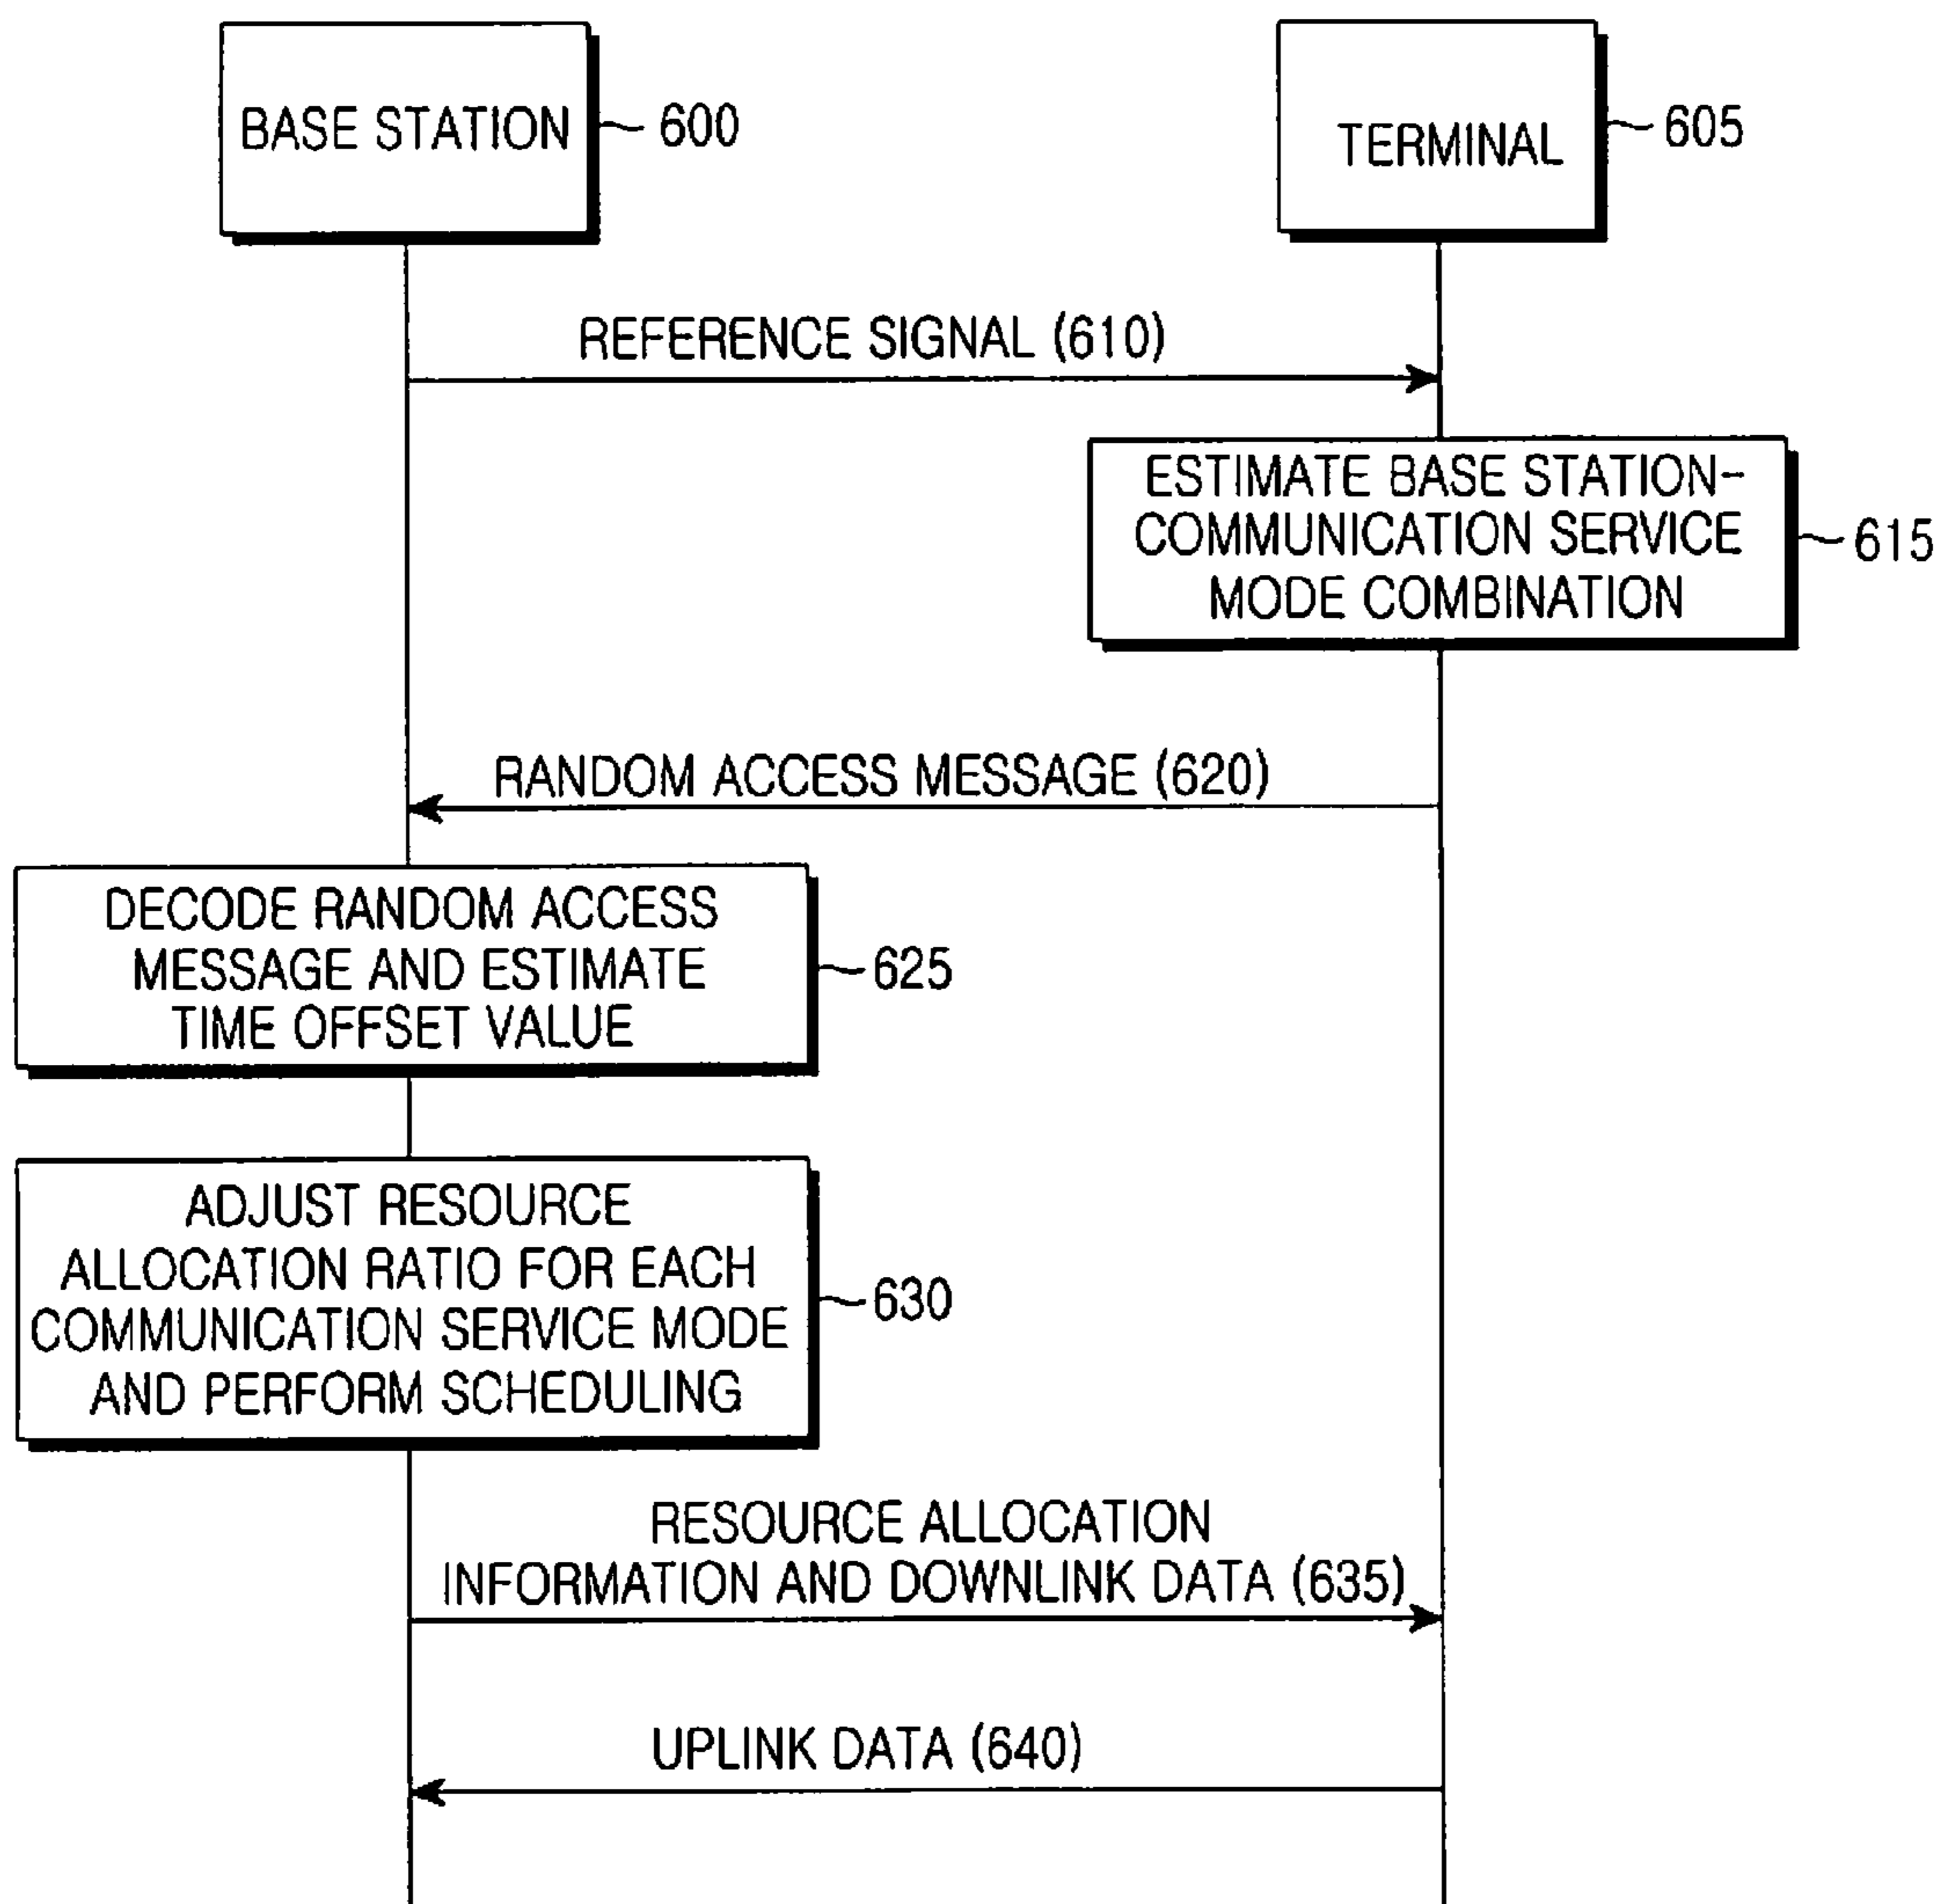 BASE STATION
600
TERMINAL
605
REFERENCE SIGNAL (610)
ESTIMATE BASE STATION-
COMMUNICATION SERVICE
MODE COMBINATION
615
RANDOM ACCESS MESSAGE (620)
DECODE RANDOM ACCESS
MESSAGE AND ESTIMATE
TIME OFFSET VALUE
625
ADJUST RESOURCE
ALLOCATION RATIO FOR EACH
COMMUNICATION SERVICE MODE
AND PERFORM SCHEDULING
630
RESOURCE ALLOCATION
INFORMATION AND DOWNLINK DATA (635)
UPLINK DATA (640)